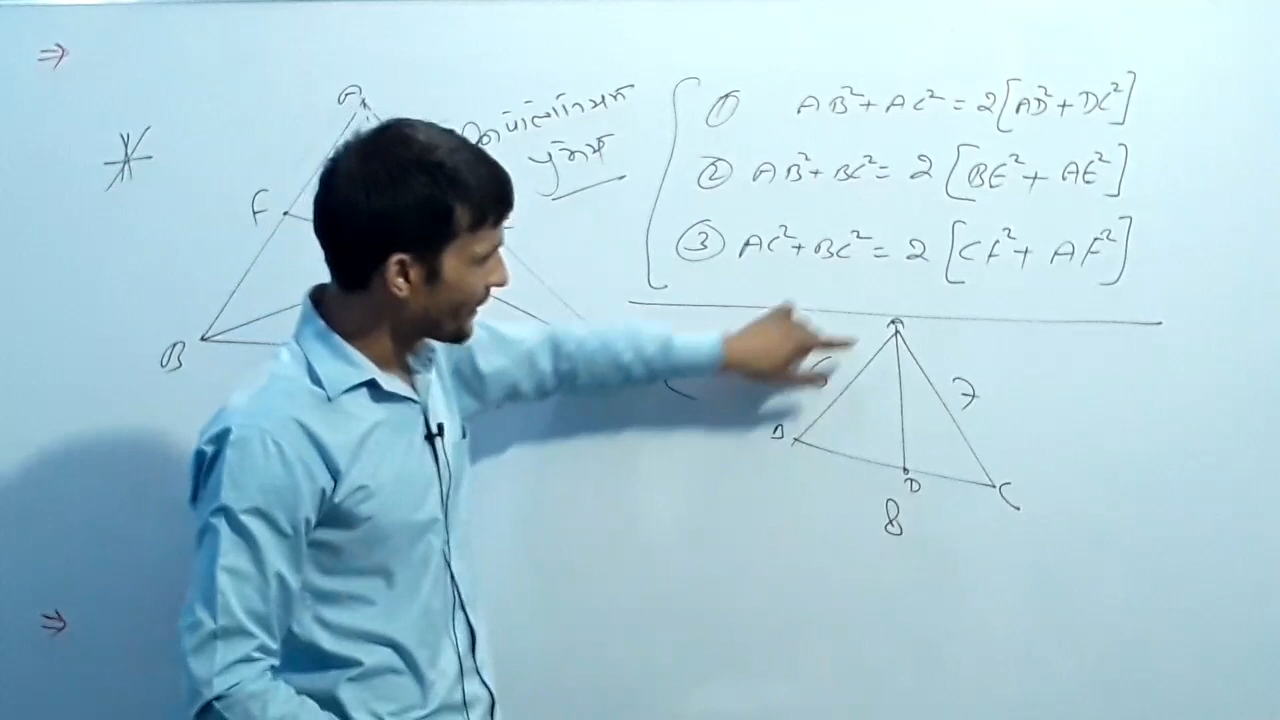 ⇒
A
F
B
① AB²+AC² = 2[AD²+DC²]
② AB²+BC² = 2[BE²+AE²]
③ AC²+BC² = 2[CF²+AF²]
A
7
B
D
C
8
⇒